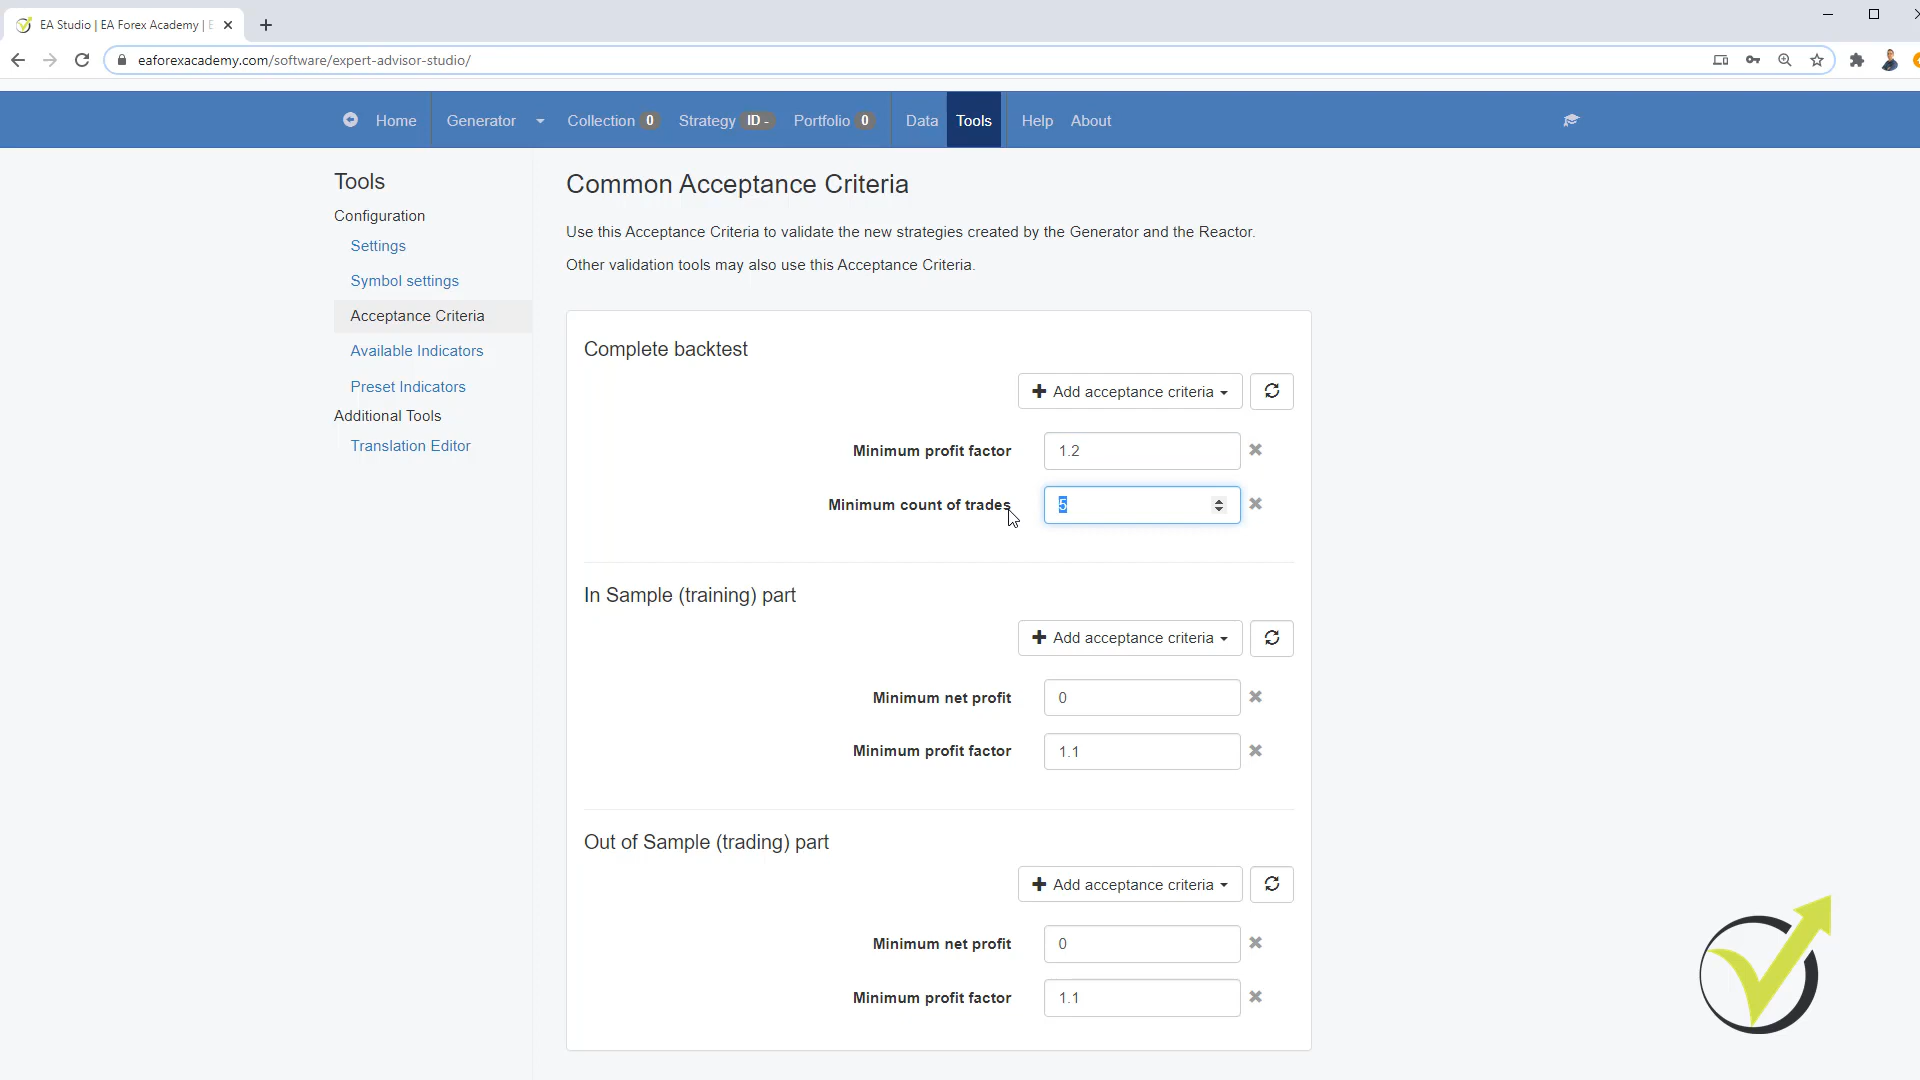 EA Studio | EA Forex Academy |
eaforexacademy.com/software/expert-advisor-studio/
Home
Generator
Collection 0
Strategy ID -
Portfolio 0
Data
Tools
Help
About
Tools
Configuration
Settings
Symbol settings
Acceptance Criteria
Available Indicators
Preset Indicators
Additional Tools
Translation Editor
Common Acceptance Criteria
Use this Acceptance Criteria to validate the new strategies created by the Generator and the Reactor.
Other validation tools may also use this Acceptance Criteria.
Complete backtest
Add acceptance criteria
Minimum profit factor 1.2
Minimum count of trades 5
In Sample (training) part
Add acceptance criteria
Minimum net profit 0
Minimum profit factor 1.1
Out of Sample (trading) part
Add acceptance criteria
Minimum net profit 0
Minimum profit factor 1.1